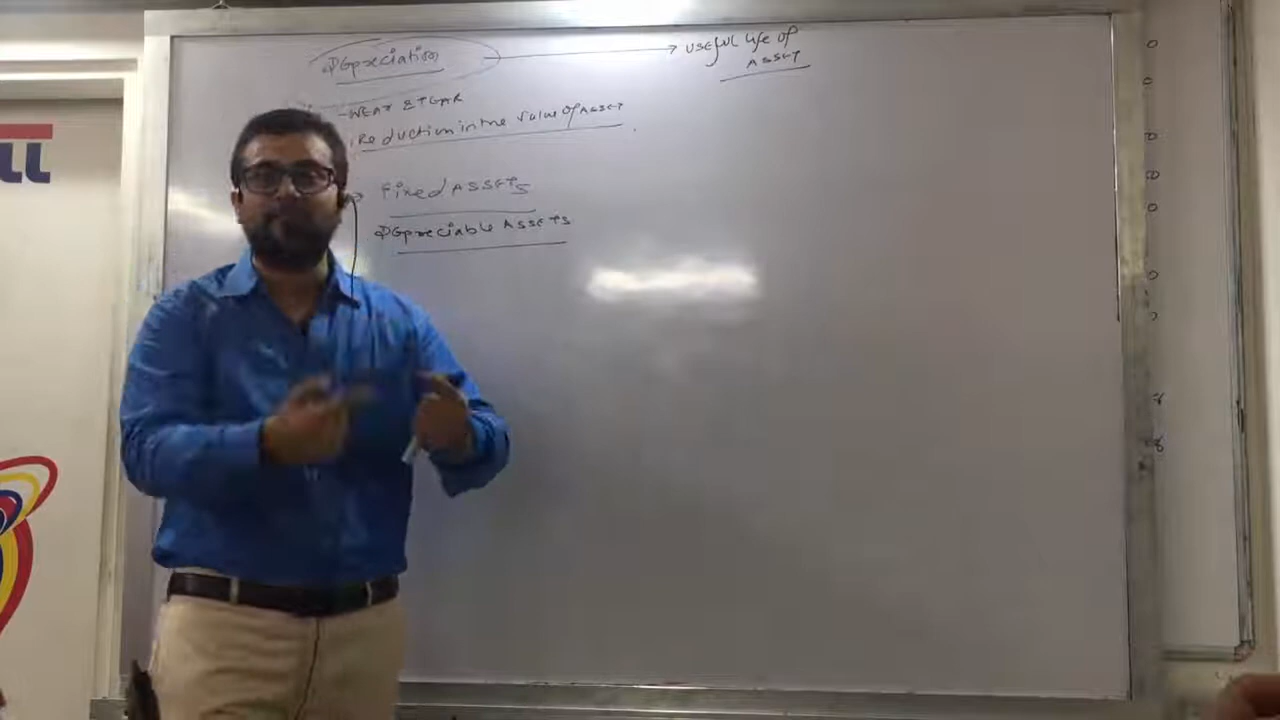 Depreciation
USEfUL life of
ASSET
-WEAr & TEAR
Reduction in the value of ASSET
fixed ASSETS
Depreciable ASSETS